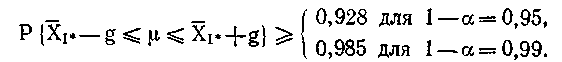 P {X̅_I* — g ⩽ μ ⩽ X̅_I* + g} ⩾ { 0,928 для 1—α=0,95,
0,985 для 1—α=0,99.